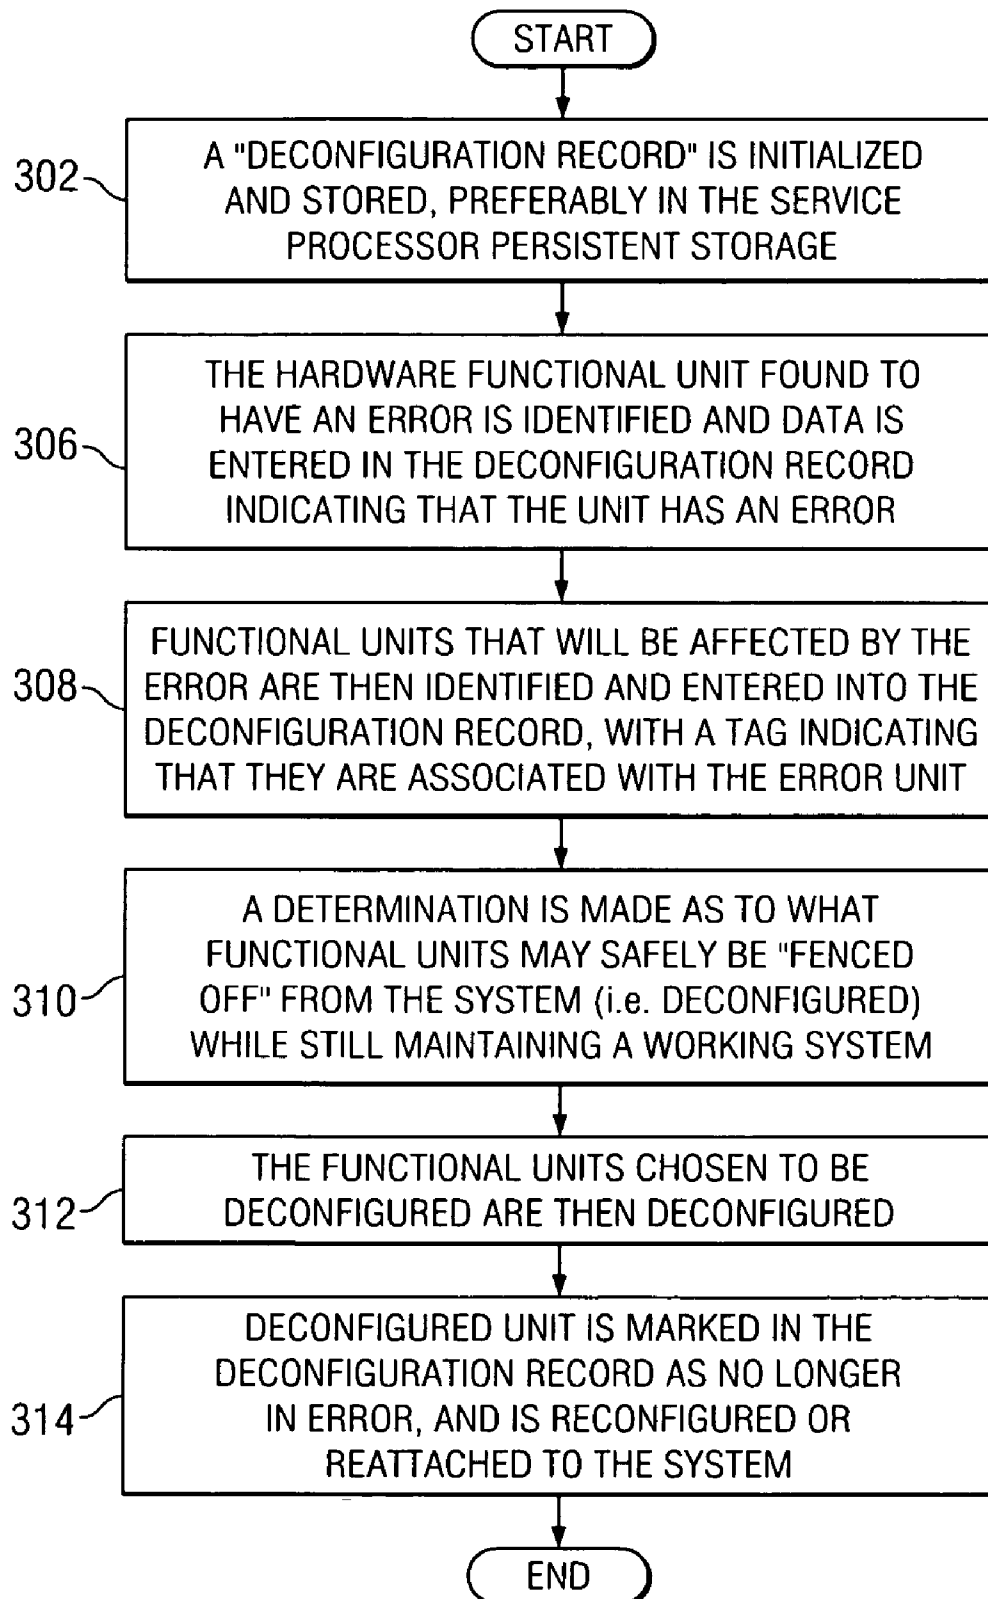 START
302
A "DECONFIGURATION RECORD" IS INITIALIZED
AND STORED, PREFERABLY IN THE SERVICE
PROCESSOR PERSISTENT STORAGE
306
THE HARDWARE FUNCTIONAL UNIT FOUND TO
HAVE AN ERROR IS IDENTIFIED AND DATA IS
ENTERED IN THE DECONFIGURATION RECORD
INDICATING THAT THE UNIT HAS AN ERROR
308
FUNCTIONAL UNITS THAT WILL BE AFFECTED BY THE
ERROR ARE THEN IDENTIFIED AND ENTERED INTO THE
DECONFIGURATION RECORD, WITH A TAG INDICATING
THAT THEY ARE ASSOCIATED WITH THE ERROR UNIT
310
A DETERMINATION IS MADE AS TO WHAT
FUNCTIONAL UNITS MAY SAFELY BE "FENCED
OFF" FROM THE SYSTEM (i.e. DECONFIGURED)
WHILE STILL MAINTAINING A WORKING SYSTEM
312
THE FUNCTIONAL UNITS CHOSEN TO BE
DECONFIGURED ARE THEN DECONFIGURED
314
DECONFIGURED UNIT IS MARKED IN THE
DECONFIGURATION RECORD AS NO LONGER
IN ERROR, AND IS RECONFIGURED OR
REATTACHED TO THE SYSTEM
END